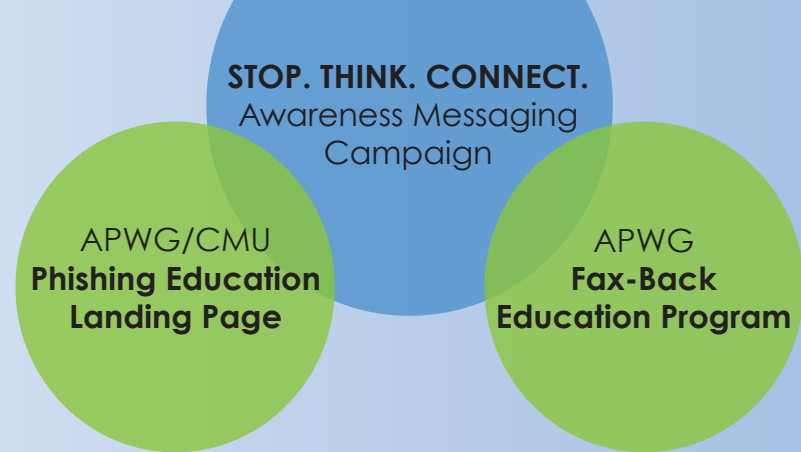 STOP. THINK. CONNECT.
Awareness Messaging
Campaign
APWG/CMU
Phishing Education
Landing Page
APWG
Fax-Back
Education Program